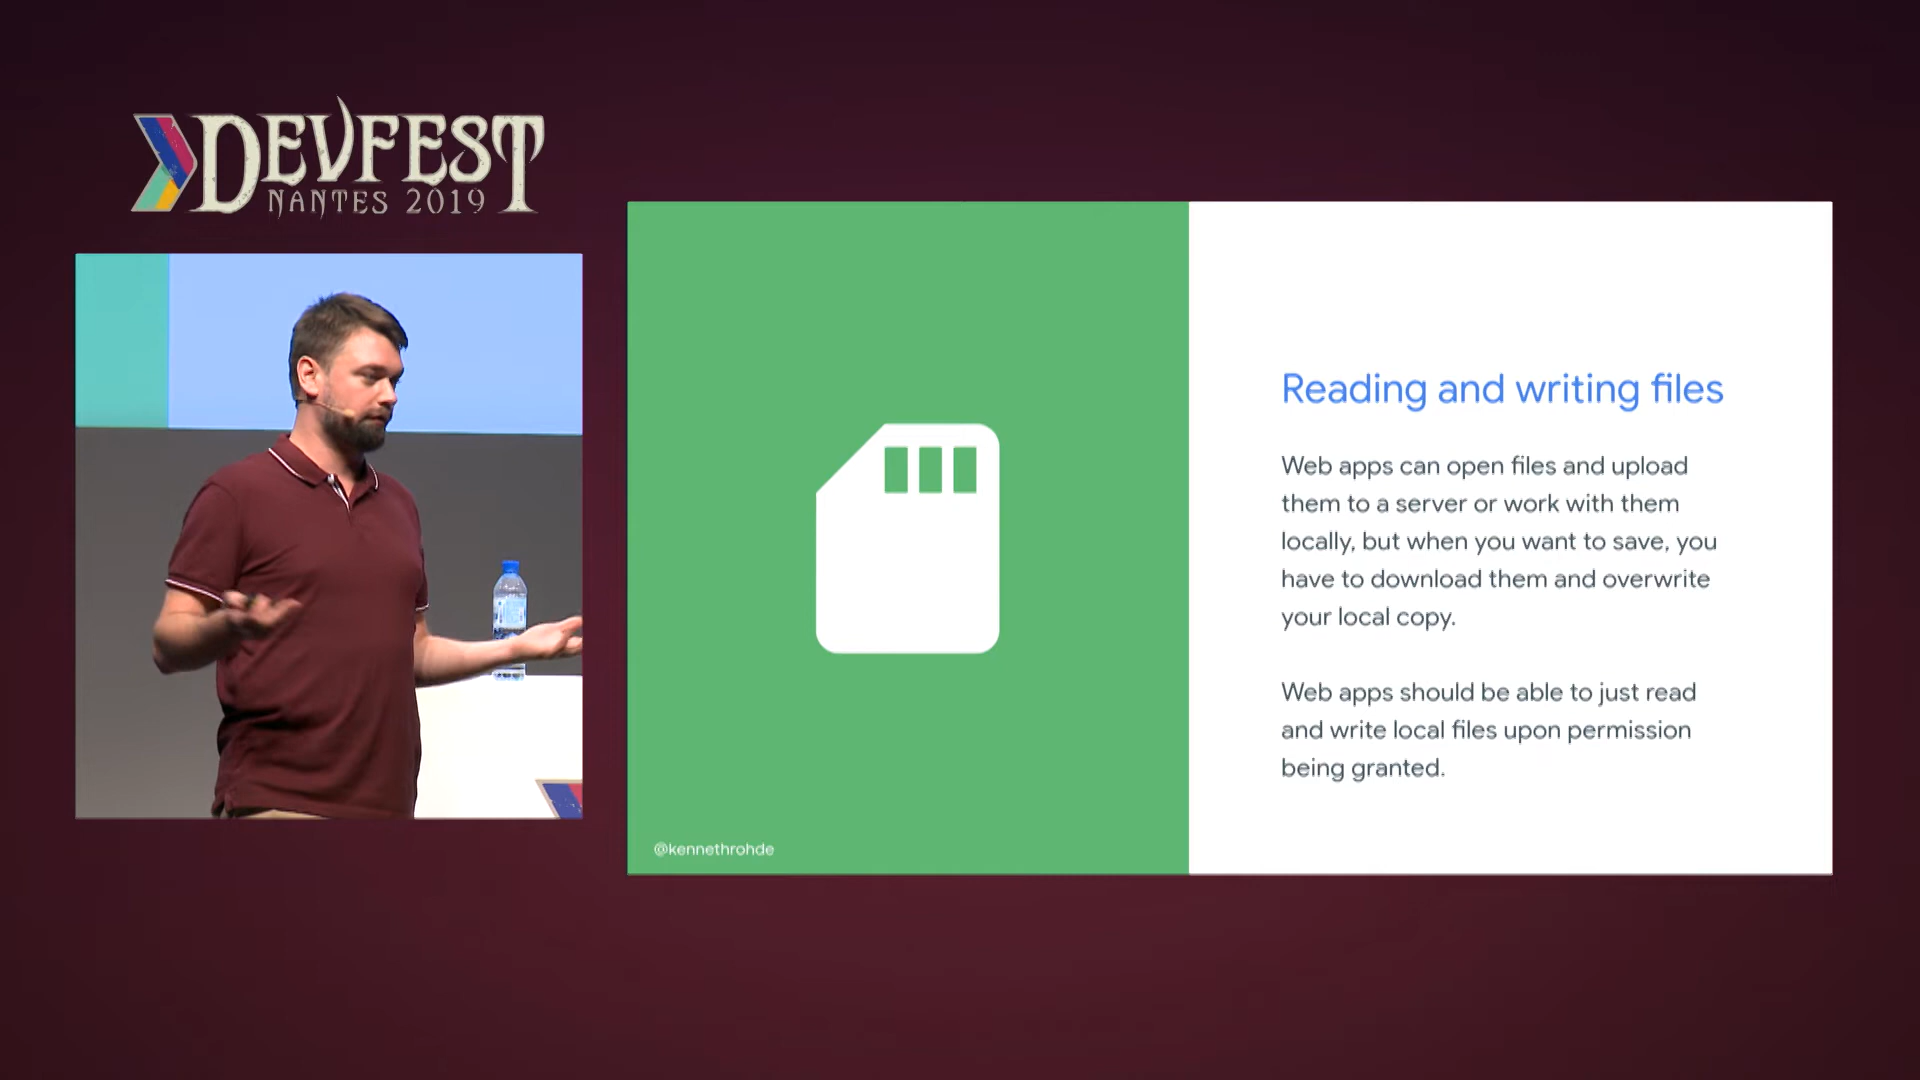 DEVFEST
NANTES 2019
Reading and writing files
Web apps can open files and upload
them to a server or work with them
locally, but when you want to save, you
have to download them and overwrite
your local copy.
Web apps should be able to just read
and write local files upon permission
being granted.
@kennethrohde